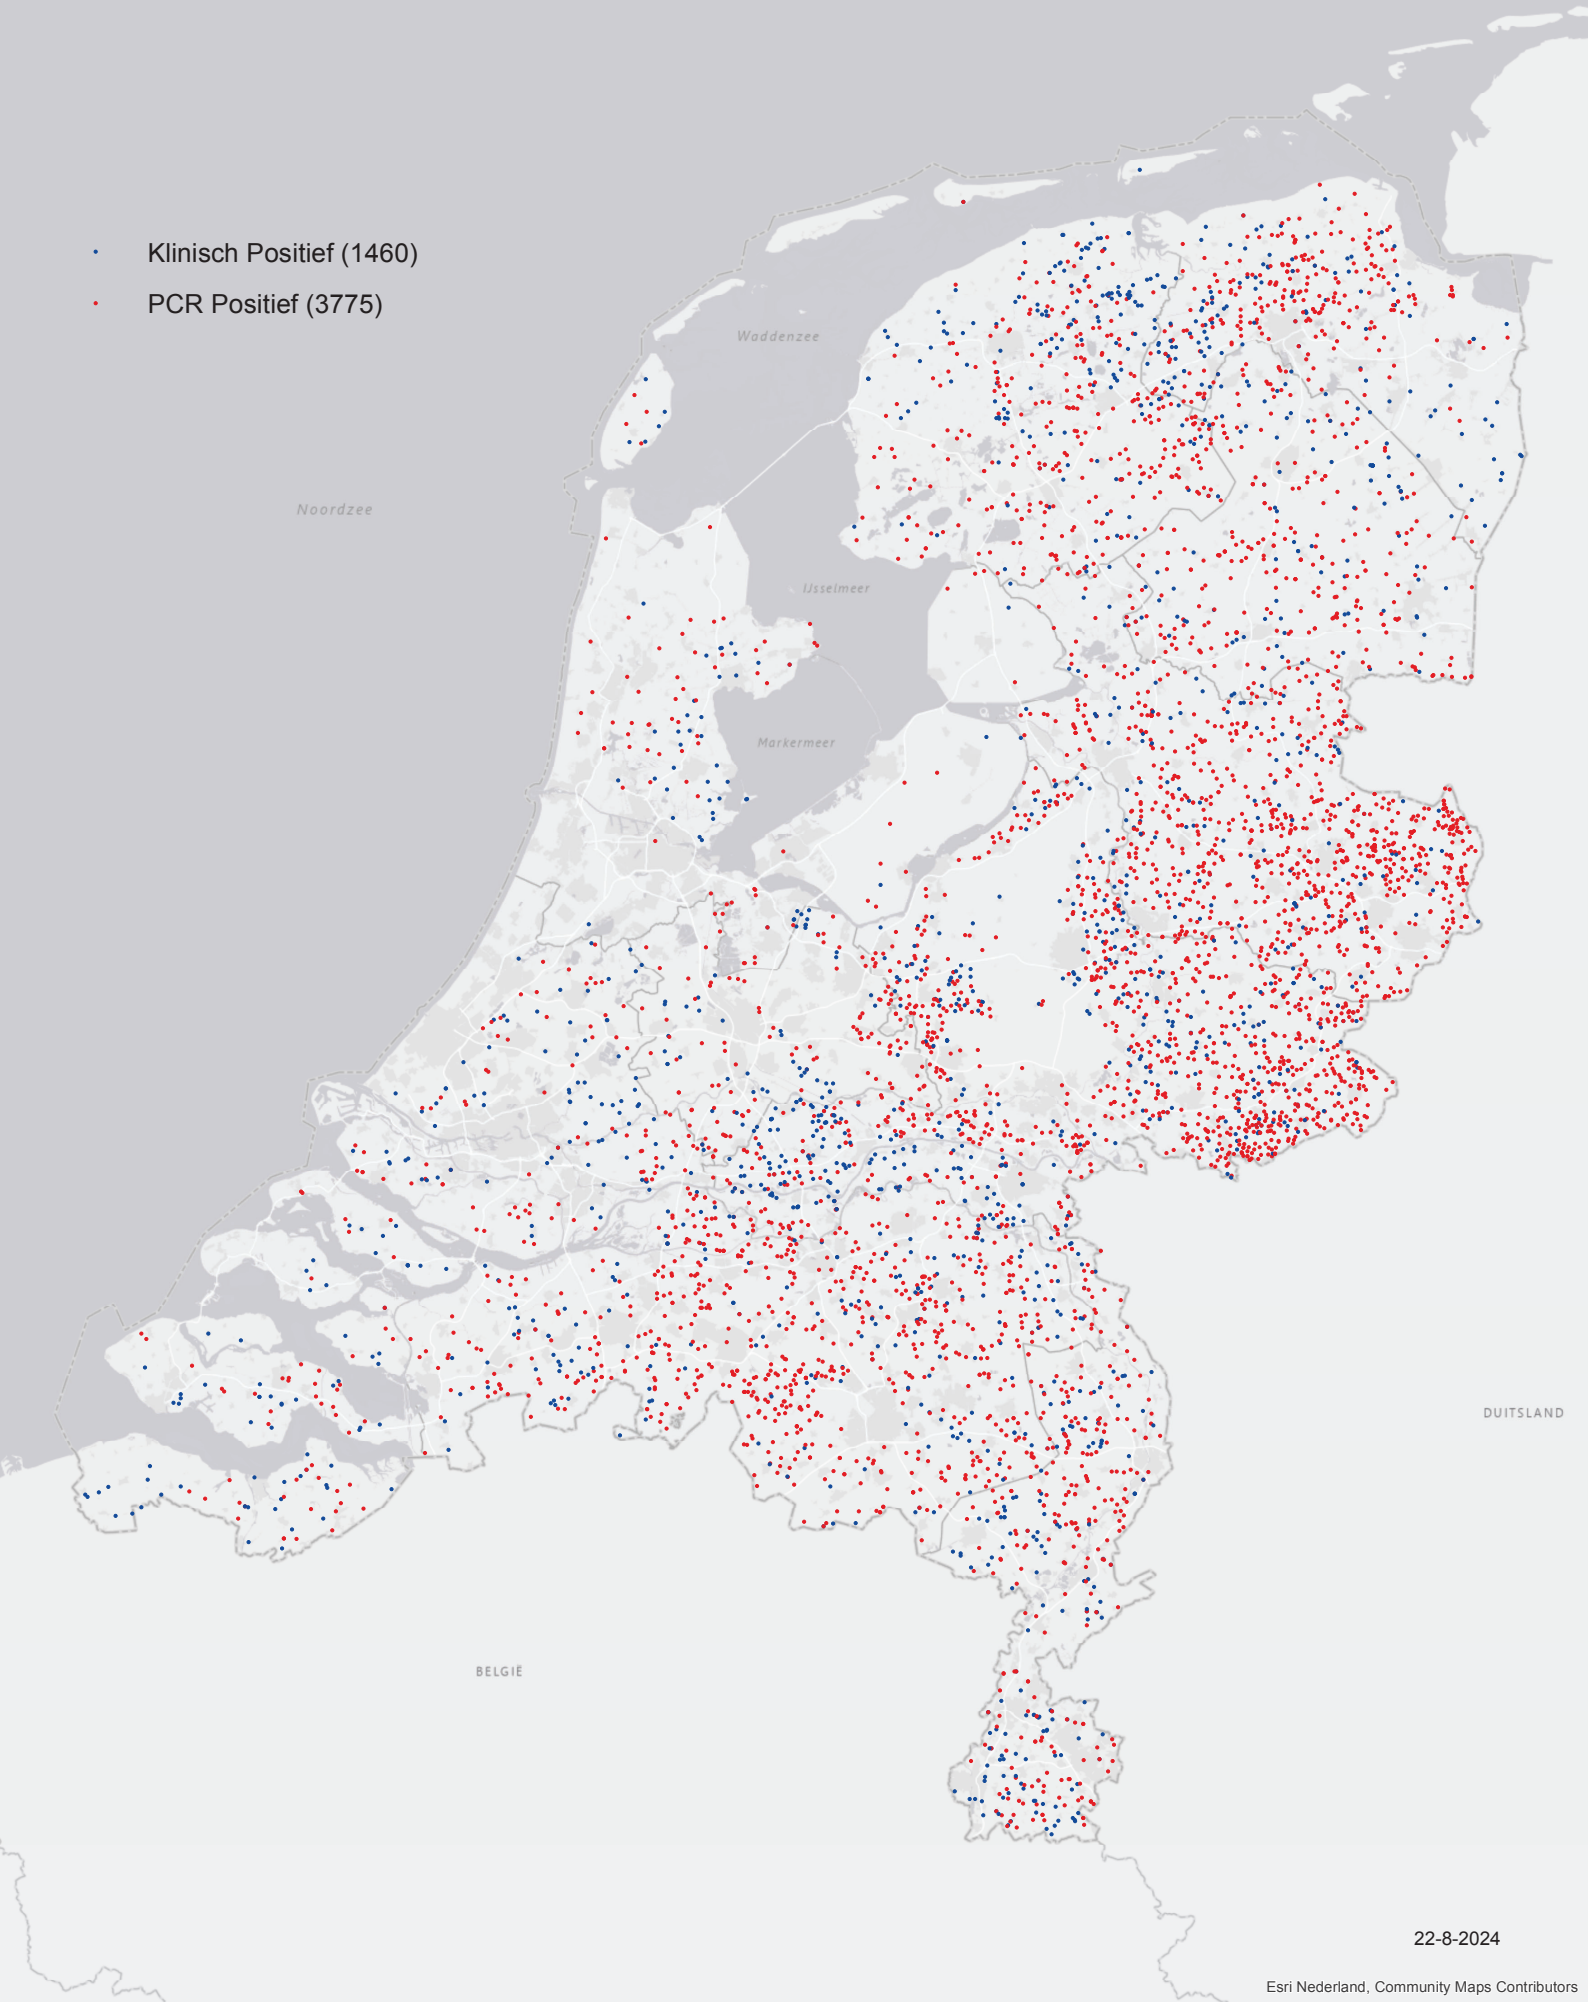 Klinisch Positief (1460)
PCR Positief (3775)
Waddenzee
Noordzee
IJsselmeer
Markermeer
DUITSLAND
BELGIË
22-8-2024
Esri Nederland, Community Maps Contributors